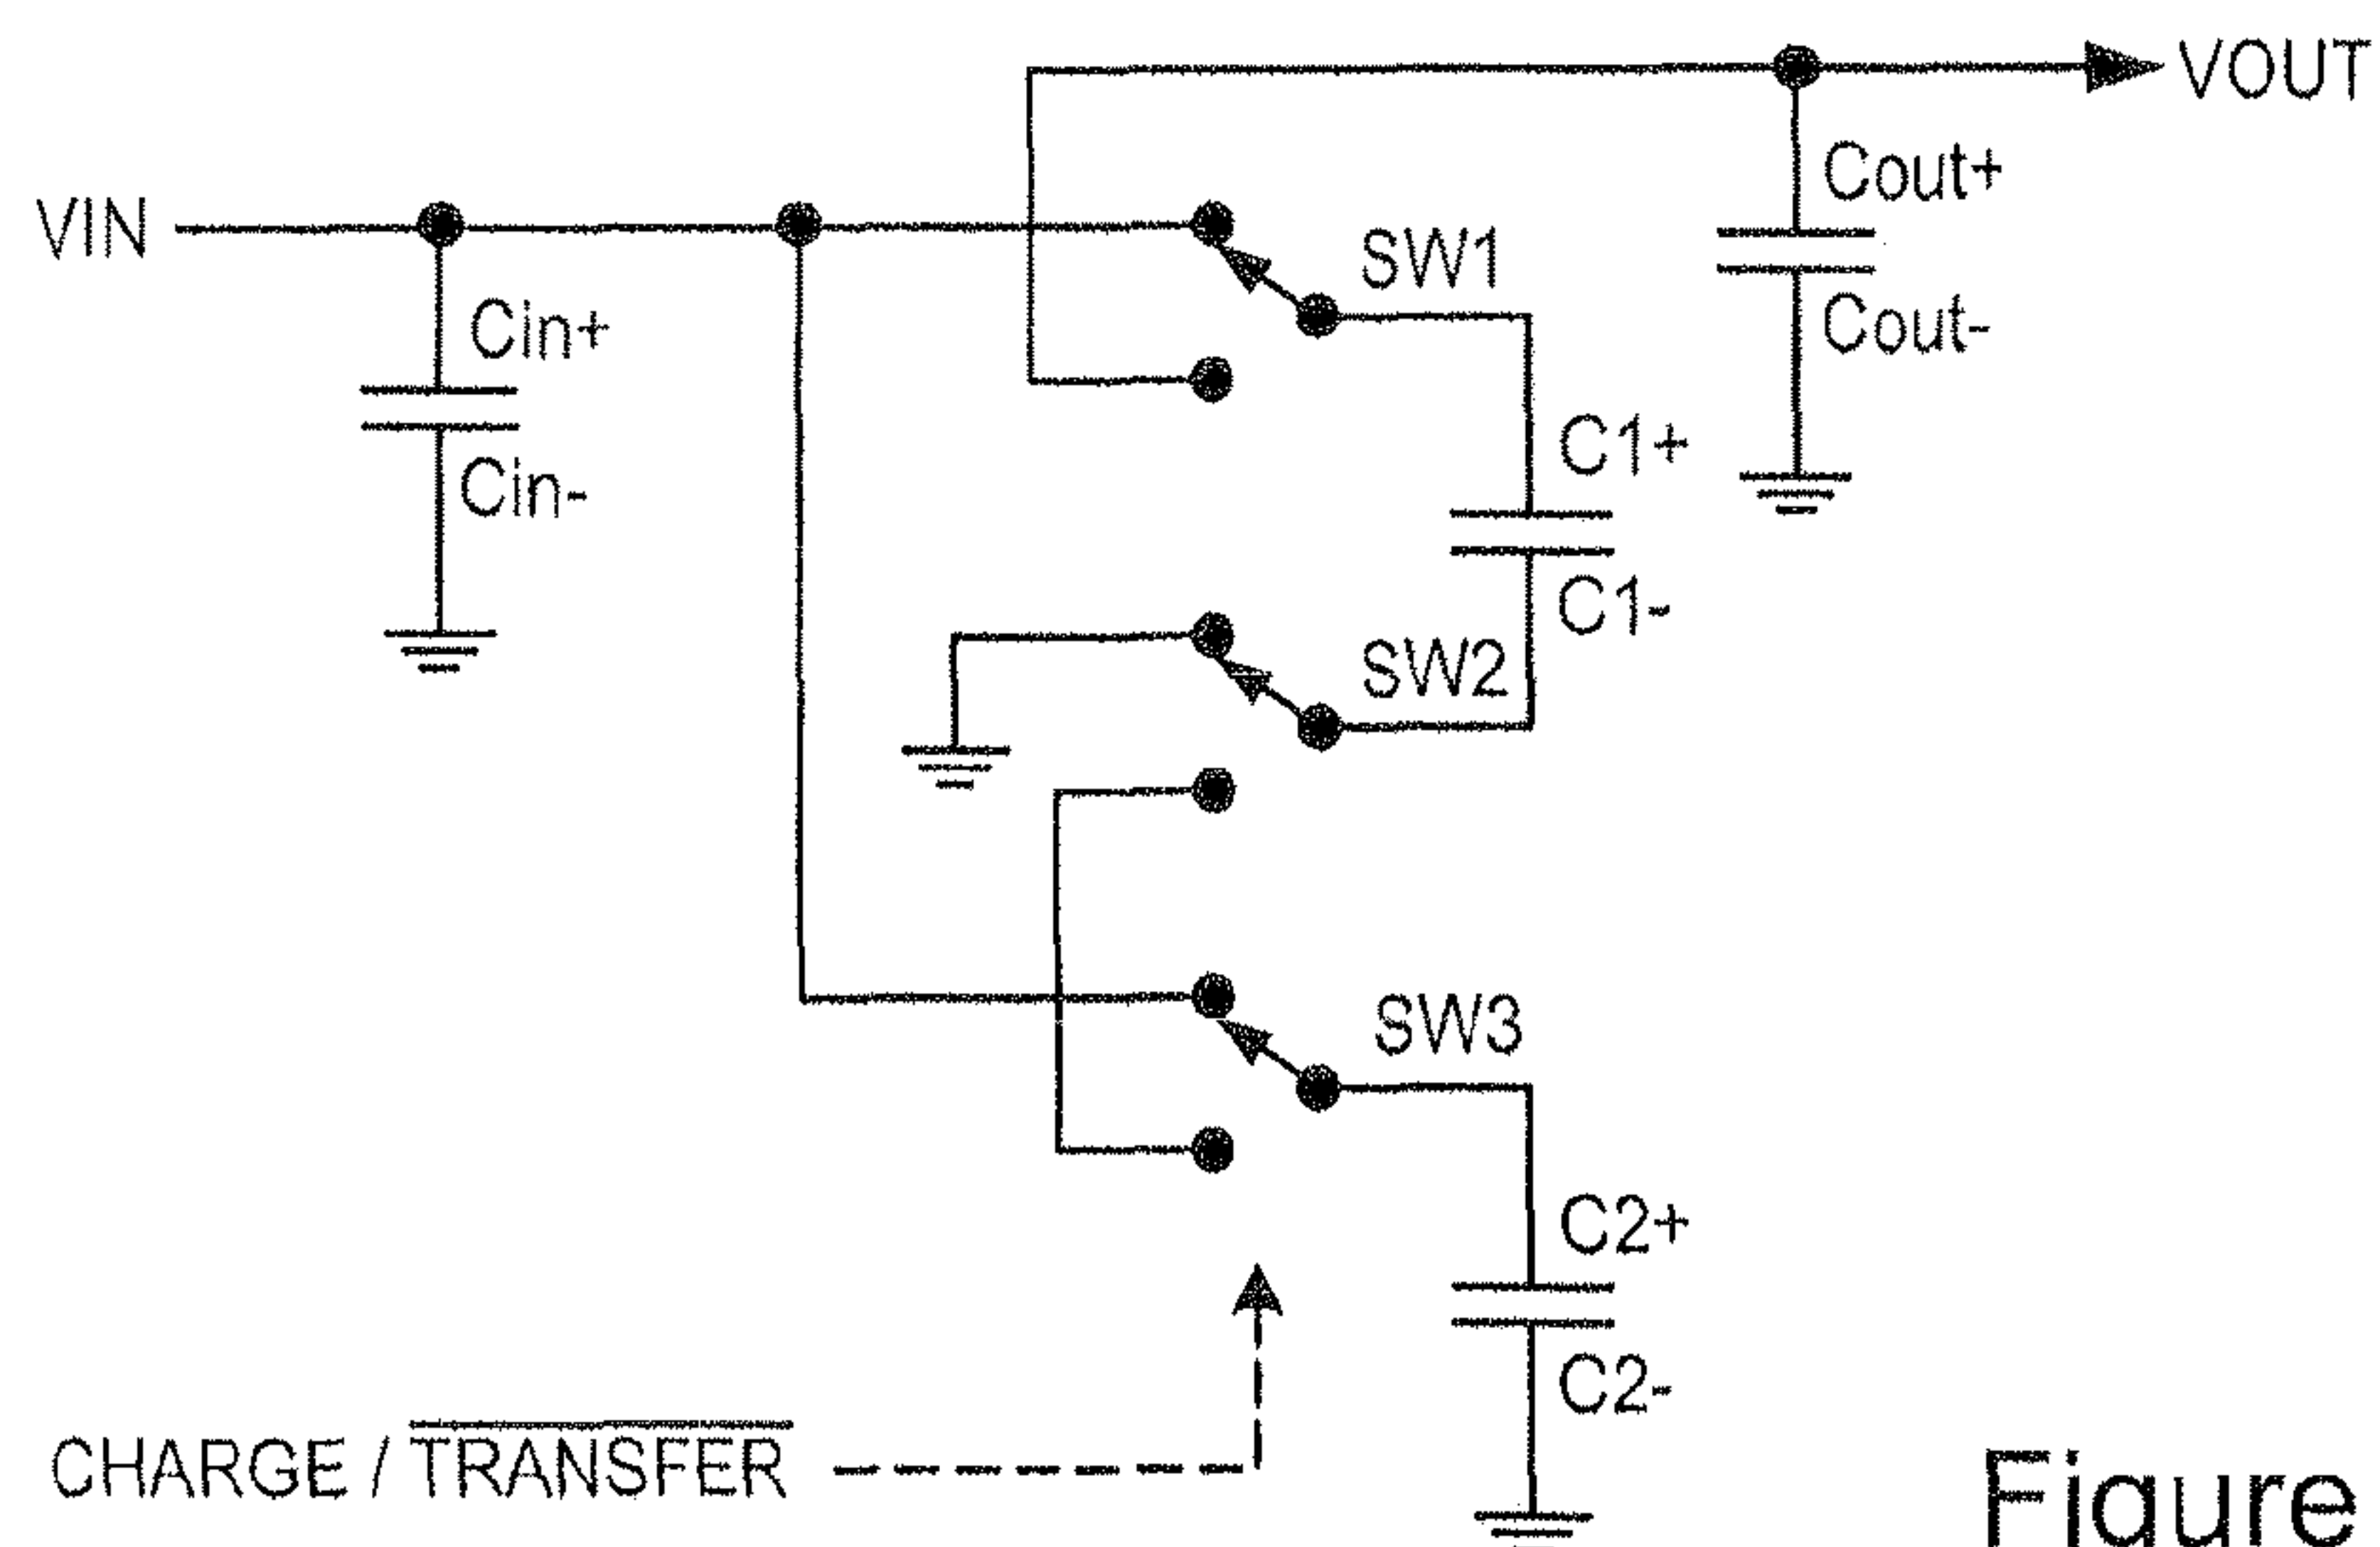 VOUT
Cout+
VIN
SW1
Cin+
Cout-
C1+
Cin-
C1-
SW2
SW3
C2+
C2-
CHARGE / TRANSFER
Figure